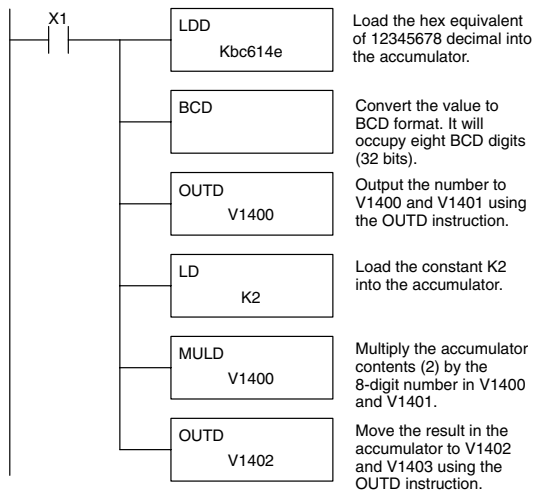 X1
LDD
Kbc614e
Load the hex equivalent
of 12345678 decimal into
the accumulator.
BCD
Convert the value to
BCD format. It will
occupy eight BCD digits
(32 bits).
OUTD
V1400
Output the number to
V1400 and V1401 using
the OUTD instruction.
LD
K2
Load the constant K2
into the accumulator.
MULD
V1400
Multiply the accumulator
contents (2) by the
8-digit number in V1400
and V1401.
OUTD
V1402
Move the result in the
accumulator to V1402
and V1403 using the
OUTD instruction.